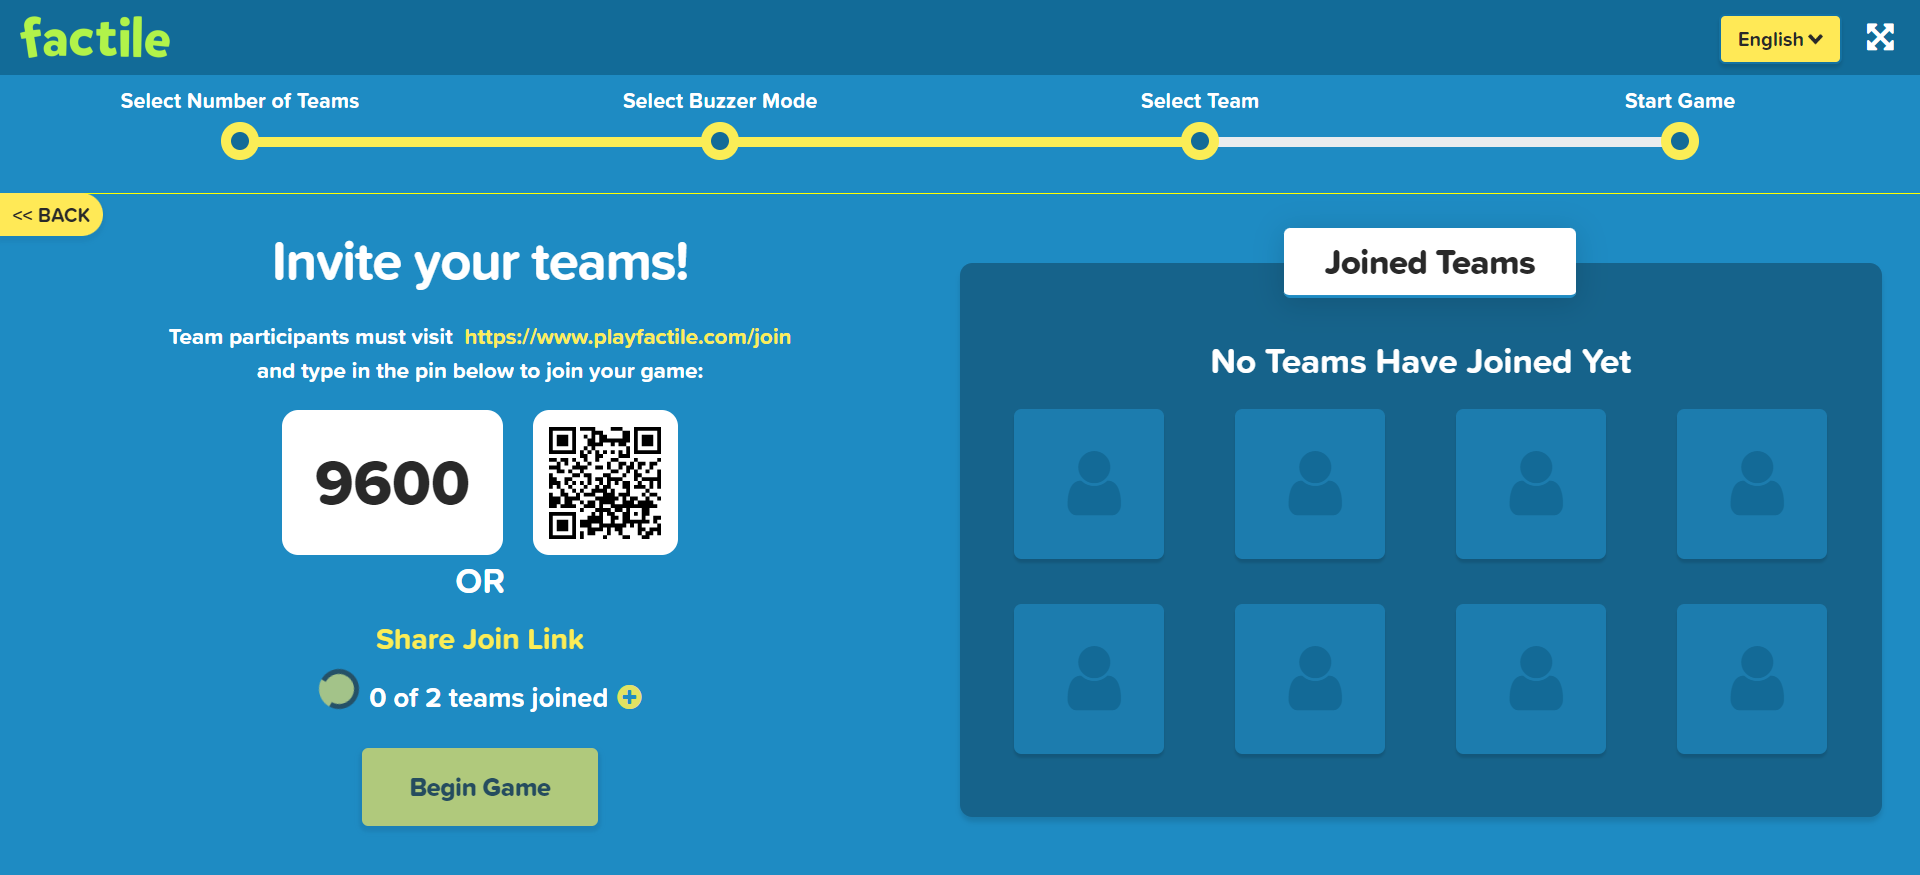 factile
English
Select Number of Teams
Select Buzzer Mode
Select Team
Start Game
<< BACK
Invite your teams!
Team participants must visit https://www.playfactile.com/join
and type in the pin below to join your game:
9600
OR
Share Join Link
0 of 2 teams joined
Begin Game
Joined Teams
No Teams Have Joined Yet